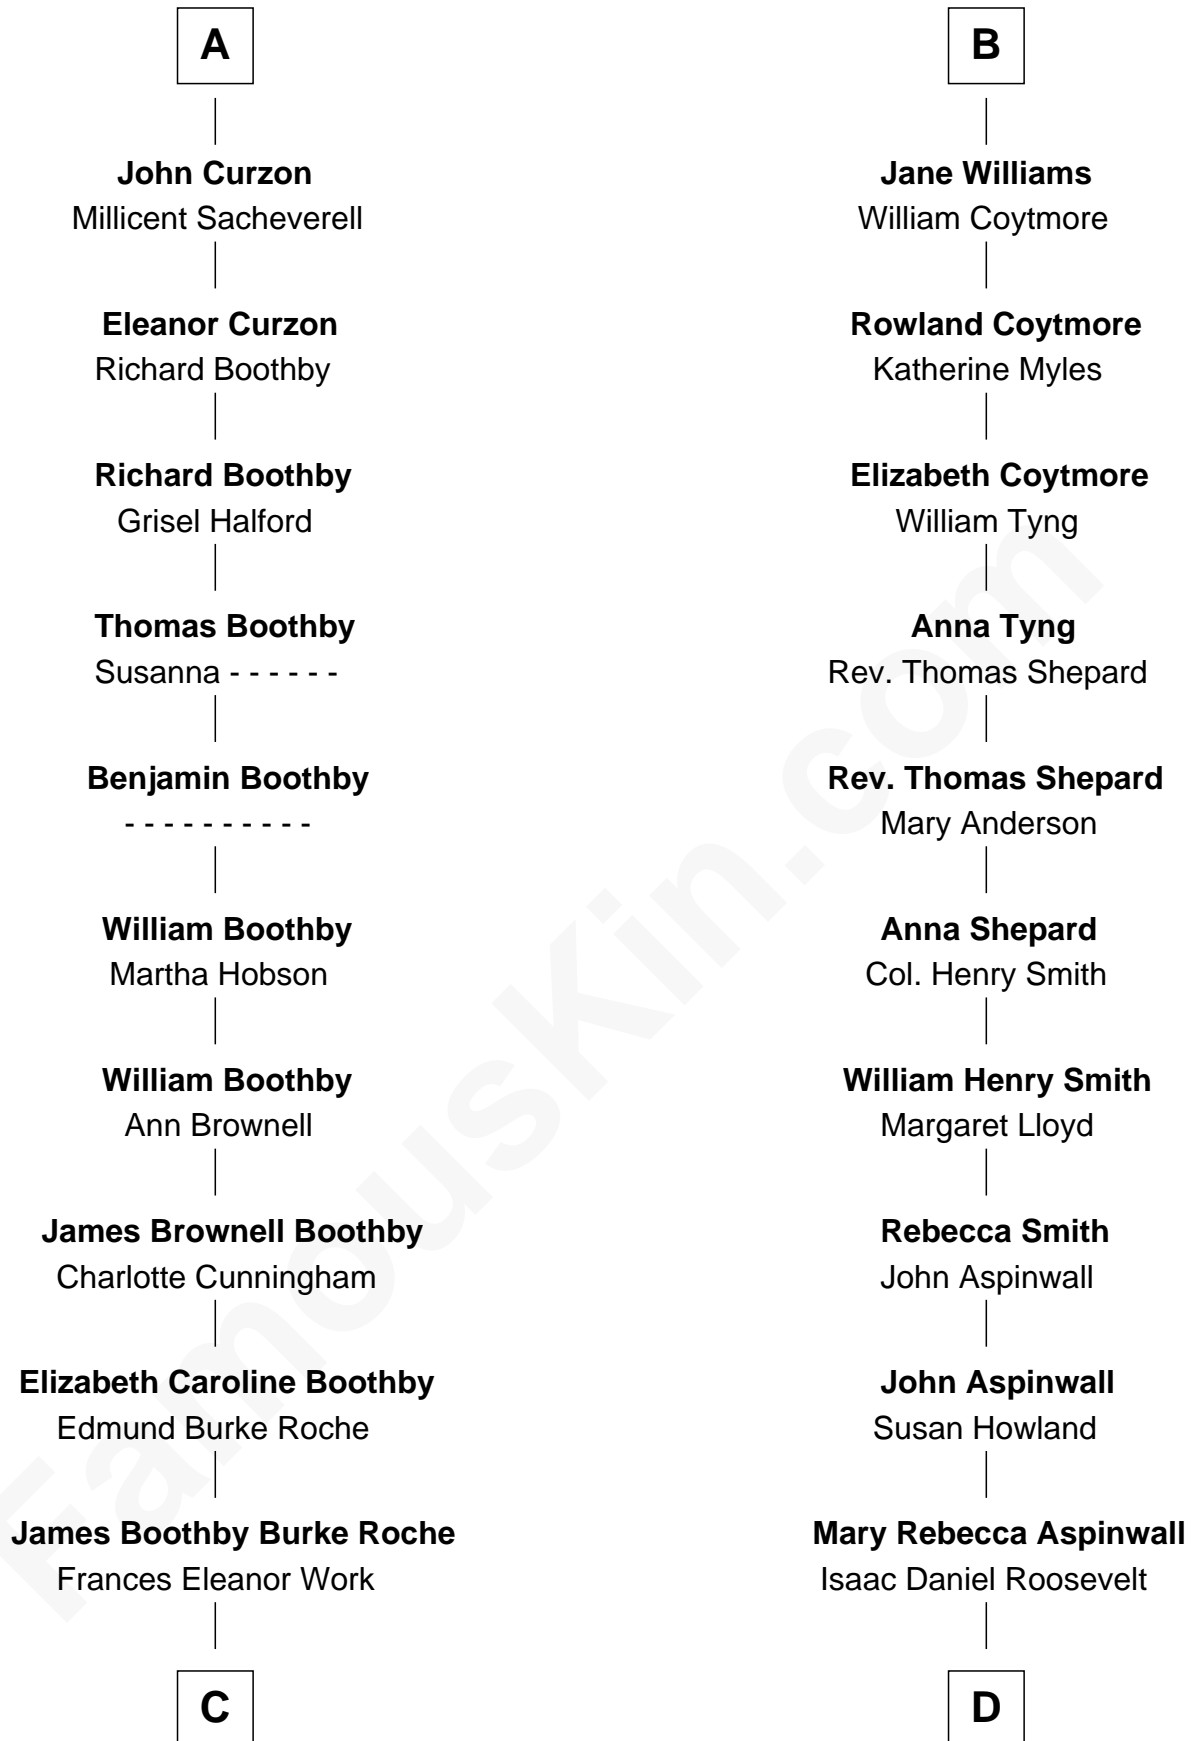 A
John Curzon
Millicent Sacheverell
Eleanor Curzon
Richard Boothby
Richard Boothby
Grisel Halford
Thomas Boothby
Susanna - - - - - -
Benjamin Boothby
- - - - - - - - - -
William Boothby
Martha Hobson
William Boothby
Ann Brownell
James Brownell Boothby
Charlotte Cunningham
Elizabeth Caroline Boothby
Edmund Burke Roche
James Boothby Burke Roche
Frances Eleanor Work
C
B
Jane Williams
William Coytmore
Rowland Coytmore
Katherine Myles
Elizabeth Coytmore
William Tyng
Anna Tyng
Rev. Thomas Shepard
Rev. Thomas Shepard
Mary Anderson
Anna Shepard
Col. Henry Smith
William Henry Smith
Margaret Lloyd
Rebecca Smith
John Aspinwall
John Aspinwall
Susan Howland
Mary Rebecca Aspinwall
Isaac Daniel Roosevelt
D
FamousKin.com